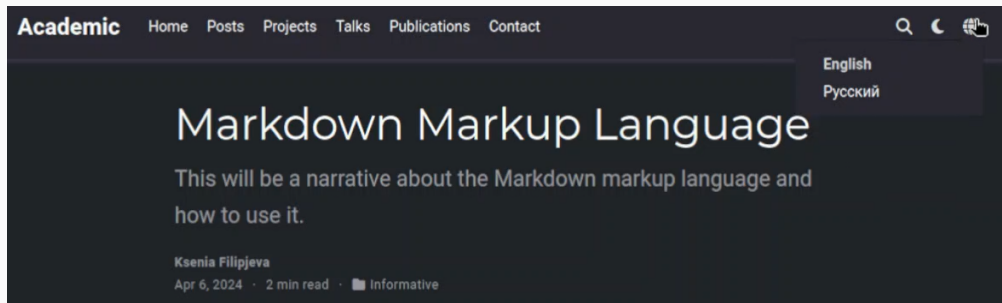 Academic Home Posts Projects Talks Publications Contact
English
Русский
Markdown Markup Language
This will be a narrative about the Markdown markup language and
how to use it.
Ksenia Filipjeva
Apr 6, 2024 · 2 min read · Informative